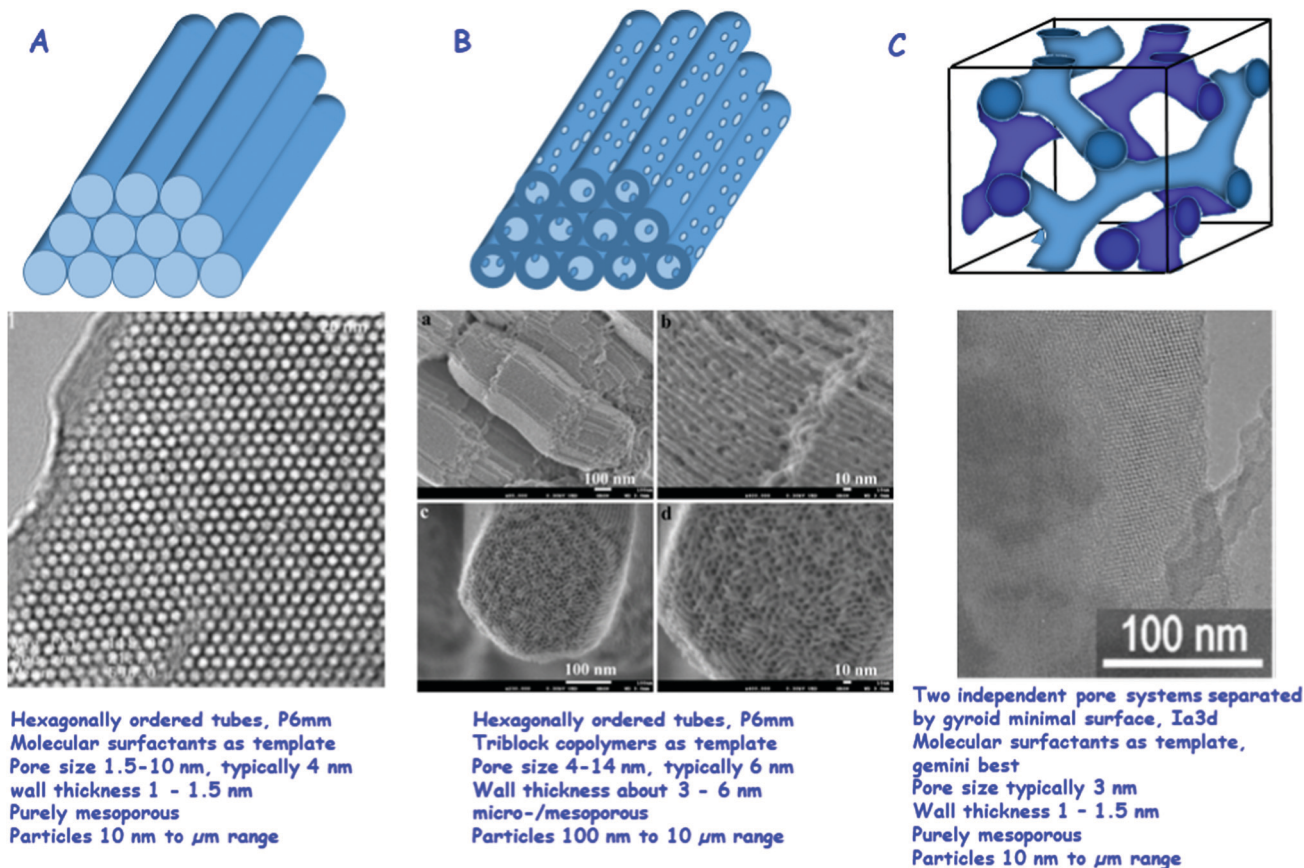 A
B
C
20 nm
a
b
100 nm
10 nm
c
d
100 nm
10 nm
100 nm
Hexagonally ordered tubes, P6mm
Molecular surfactants as template
Pore size 1.5-10 nm, typically 4 nm
wall thickness 1 - 1.5 nm
Purely mesoporous
Particles 10 nm to µm range
Hexagonally ordered tubes, P6mm
Triblock copolymers as template
Pore size 4-14 nm, typically 6 nm
Wall thickness about 3 - 6 nm
micro-/mesoporous
Particles 100 nm to 10 µm range
Two independent pore systems separated
by gyroid minimal surface, Ia3d
Molecular surfactants as template,
gemini best
Pore size typically 3 nm
Wall thickness 1 - 1.5 nm
Purely mesoporous
Particles 10 nm to µm range